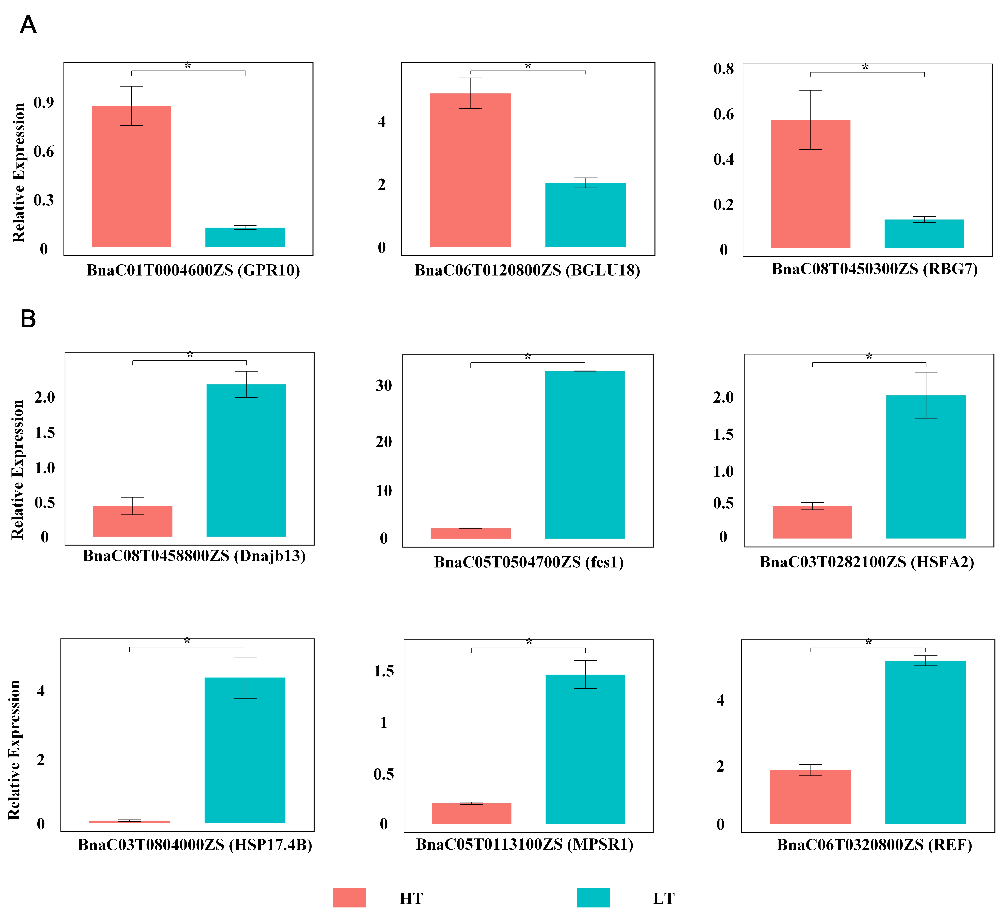 A
*
*
*
Relative Expression
0.9
0.6
0.3
0
4
2
0
0.8
0.6
0.4
0.2
0
BnaC01T0004600ZS (GPR10)
BnaC06T0120800ZS (BGLU18)
BnaC08T0450300ZS (RBG7)
B
*
*
*
Relative Expression
2.0
1.5
1.0
0.5
0
30
20
10
0
2.0
1.5
1.0
0.5
0
BnaC08T0458800ZS (Dnajb13)
BnaC05T0504700ZS (fes1)
BnaC03T0282100ZS (HSFA2)
*
*
*
Relative Expression
4
2
0
1.5
1
0.5
0
4
2
0
BnaC03T0804000ZS (HSP17.4B)
BnaC05T0113100ZS (MPSR1)
BnaC06T0320800ZS (REF)
HT
LT